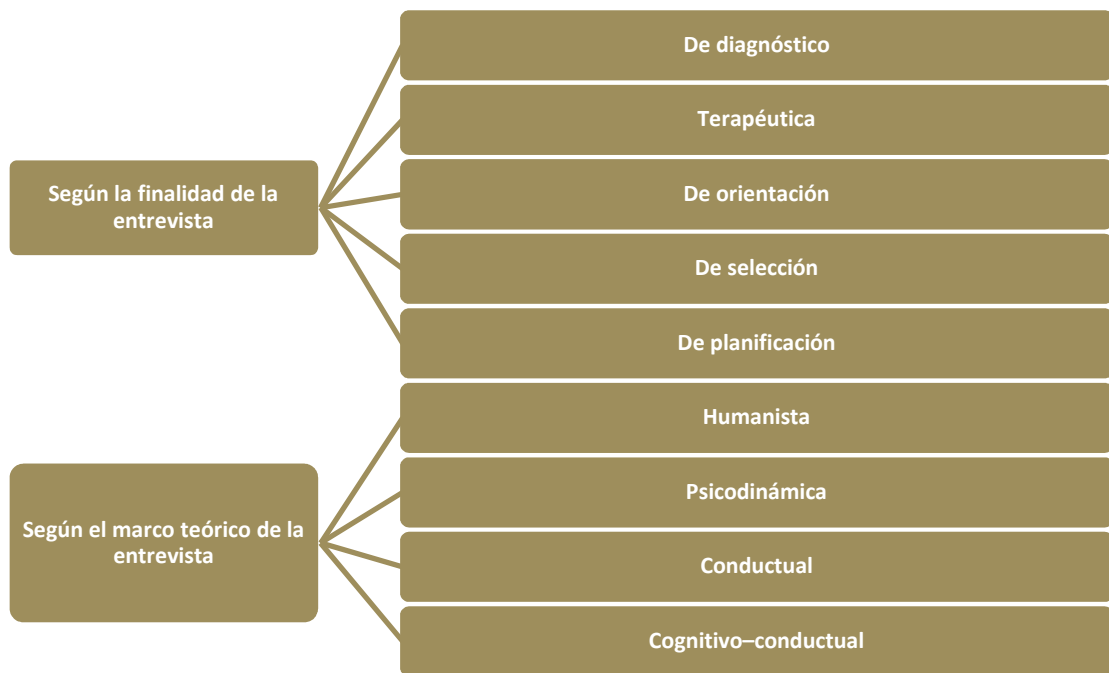 Según la finalidad de la
entrevista
De diagnóstico
Terapéutica
De orientación
De selección
De planificación
Según el marco teórico de la
entrevista
Humanista
Psicodinámica
Conductual
Cognitivo–conductual